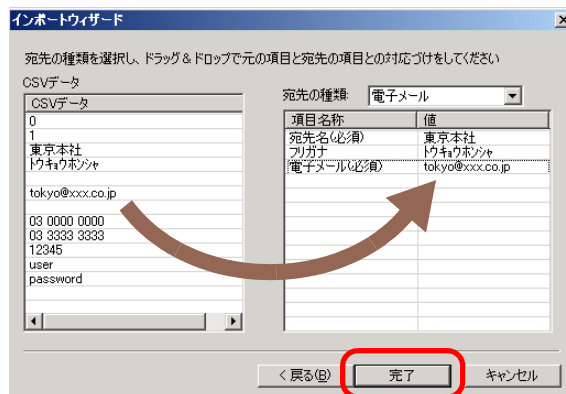 インポートウィザード
宛先の種類を選択し、ドラッグ&ドロップで元の項目と宛先の項目との対応づけをしてください
CSVデータ
CSVデータ
0
1
東京本社
トウキョウホンシャ
tokyo@xxx.co.jp
03 0000 0000
03 3333 3333
12345
user
password
宛先の種類: 電子メール
項目名称 値
宛先名(必須) 東京本社
フリガナ トウキョウホンシャ
電子メール(必須) tokyo@xxx.co.jp
< 戻る(B) 完了 キャンセル